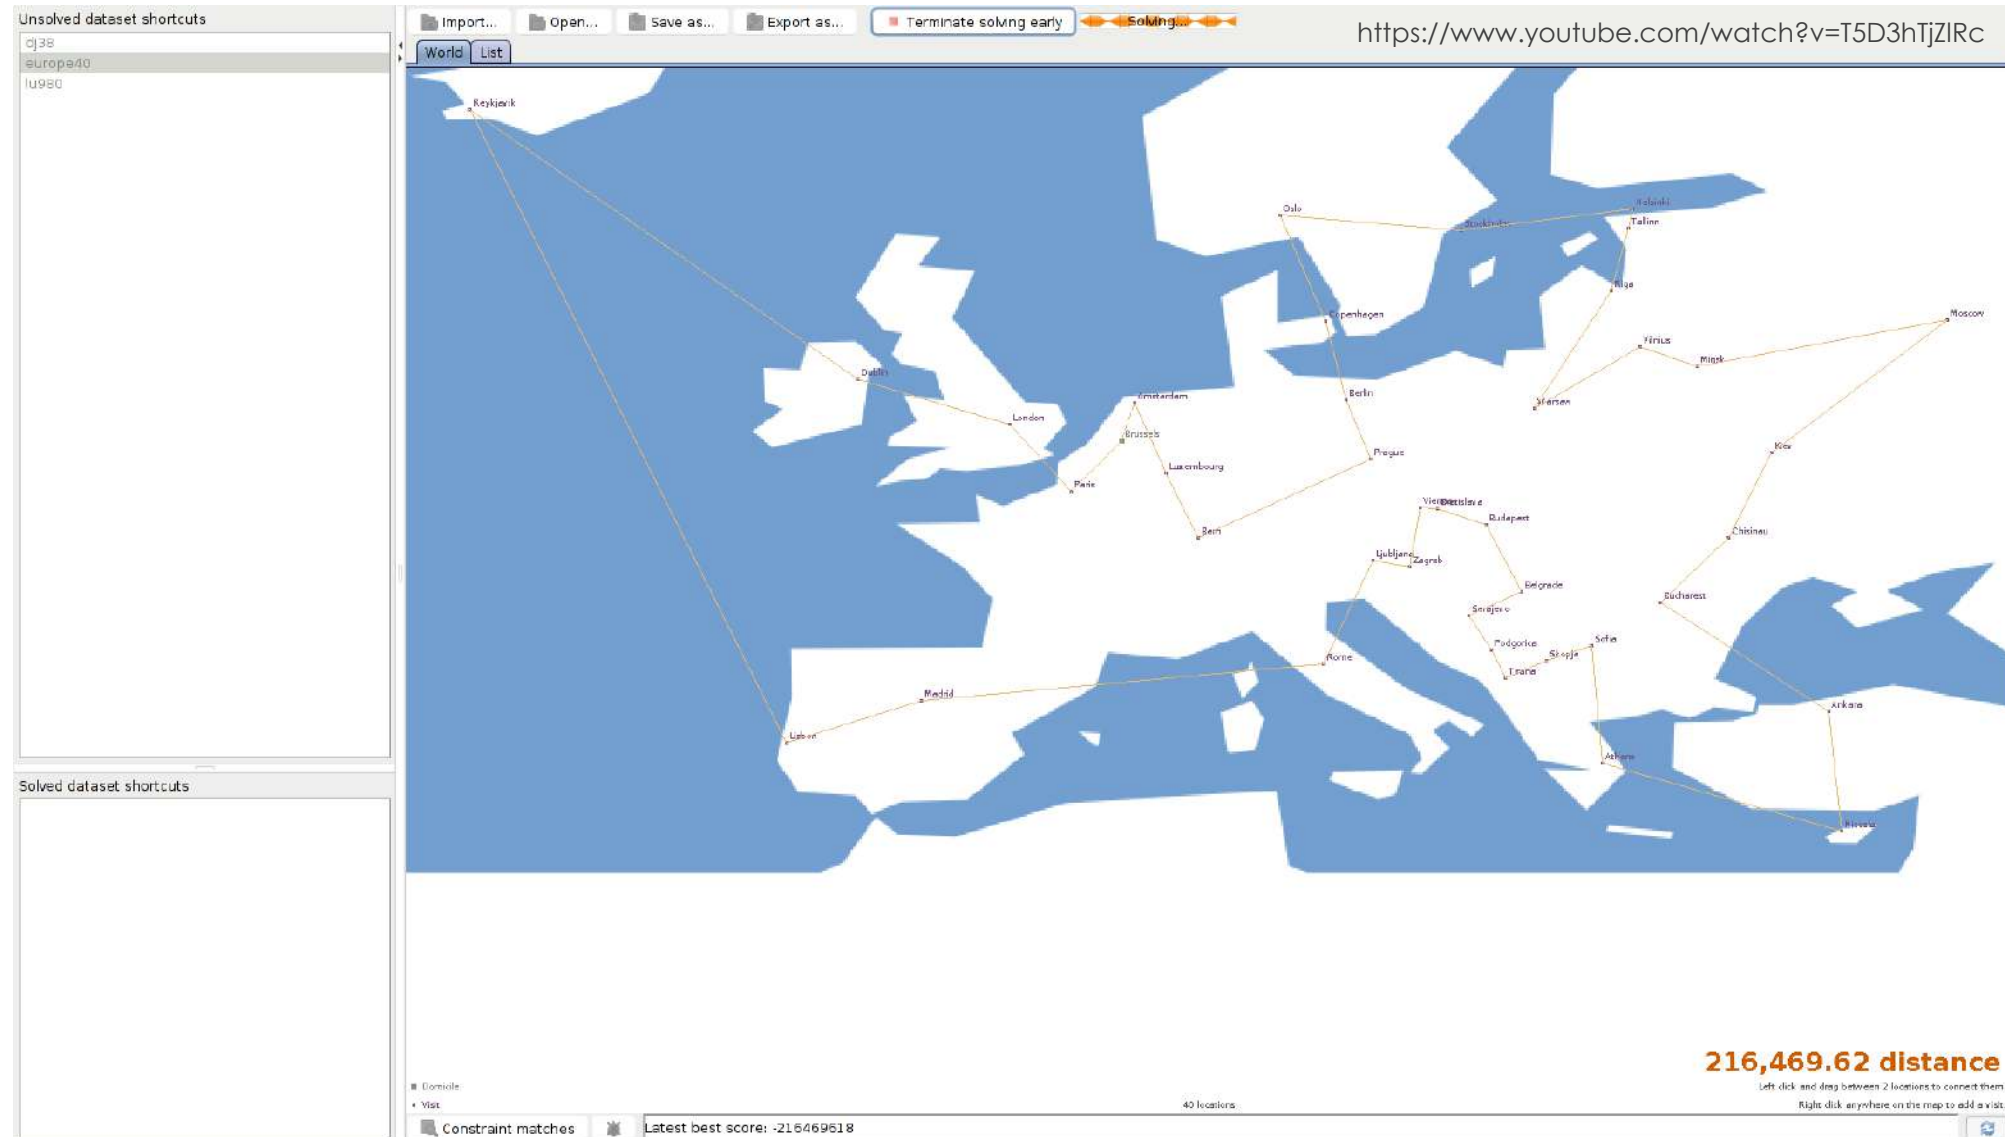 Unsolved dataset shortcuts
dj38
europe40
lu980
Solved dataset shortcuts
Import...
Open...
Save as...
Export as...
Terminate solving early
Solving...
https://www.youtube.com/watch?v=T5D3hTjZlRc
World
List
Reykjavik
Oslo
Helsinki
Tallinn
Riga
Copenhagen
Moscow
Vilnius
Minsk
Dublin
Berlin
Amsterdam
London
Brussels
Prague
Kiev
Luxembourg
Paris
Bratislava
Budapest
Bern
Chisinau
Ljubljana
Zagreb
Belgrade
Bucharest
Sarajevo
Sofia
Podgorica
Skopje
Rome
Tirana
Madrid
Ankara
Lisbon
Athens
216,469.62 distance
Left click and drag between 2 locations to connect them
Right click anywhere on the map to add a visit
Domicile
Visit
40 locations
Constraint matches
Latest best score: -216469618